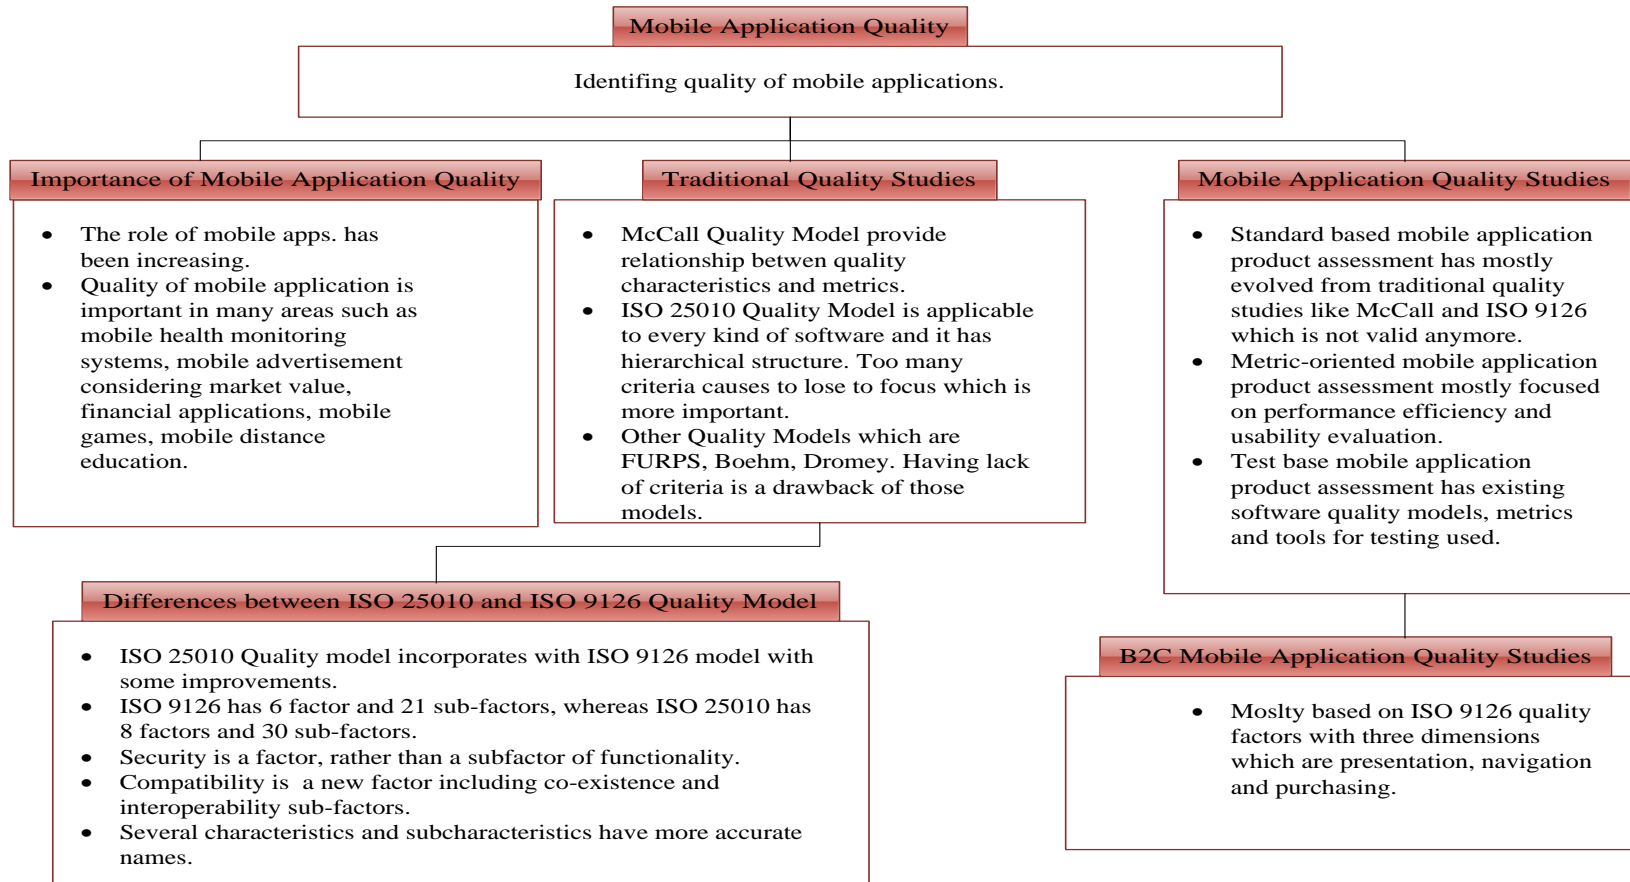 Mobile Application Quality
Identifing quality of mobile applications.
Importance of Mobile Application Quality
• The role of mobile apps. has
been increasing.
• Quality of mobile application is
important in many areas such as
mobile health monitoring
systems, mobile advertisement
considering market value,
financial applications, mobile
games, mobile distance
education.
Traditional Quality Studies
• McCall Quality Model provide
relationship betwen quality
characteristics and metrics.
• ISO 25010 Quality Model is applicable
to every kind of software and it has
hierarchical structure. Too many
criteria causes to lose to focus which is
more important.
• Other Quality Models which are
FURPS, Boehm, Dromey. Having lack
of criteria is a drawback of those
models.
Mobile Application Quality Studies
• Standard based mobile application
product assessment has mostly
evolved from traditional quality
studies like McCall and ISO 9126
which is not valid anymore.
• Metric-oriented mobile application
product assessment mostly focused
on performance efficiency and
usability evaluation.
• Test base mobile application
product assessment has existing
software quality models, metrics
and tools for testing used.
Differences between ISO 25010 and ISO 9126 Quality Model
• ISO 25010 Quality model incorporates with ISO 9126 model with
some improvements.
• ISO 9126 has 6 factor and 21 sub-factors, whereas ISO 25010 has
8 factors and 30 sub-factors.
• Security is a factor, rather than a subfactor of functionality.
• Compatibility is a new factor including co-existence and
interoperability sub-factors.
• Several characteristics and subcharacteristics have more accurate
names.
B2C Mobile Application Quality Studies
• Moslty based on ISO 9126 quality
factors with three dimensions
which are presentation, navigation
and purchasing.